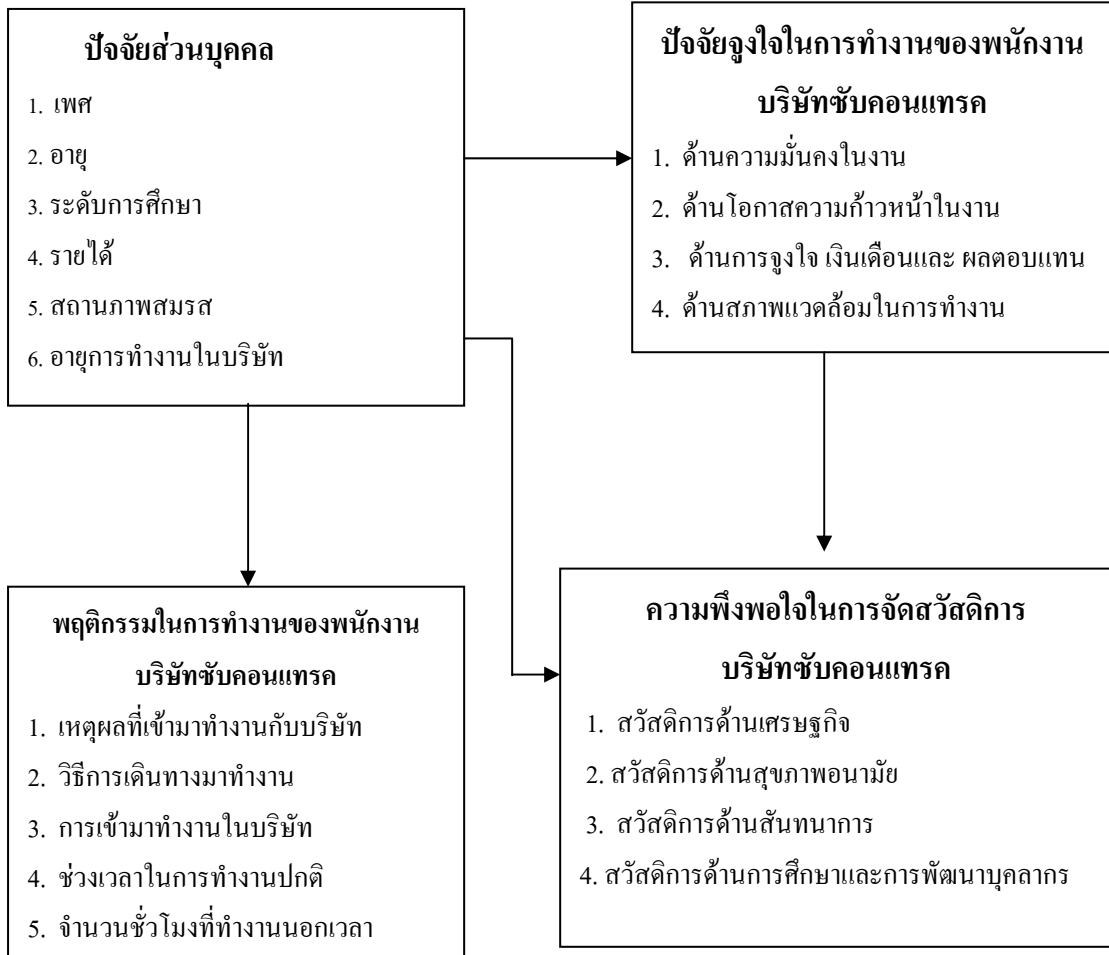 ปัจจัยส่วนบุคคล
1. เพศ
2. อายุ
3. ระดับการศึกษา
4. รายได้
5. สถานภาพสมรส
6. อายุการทำงานในบริษัท
ปัจจัยจูงใจในการทำงานของพนักงาน
บริษัทซับคอนแทรค
1. ด้านความมั่นคงในงาน
2. ด้านโอกาสความก้าวหน้าในงาน
3. ด้านการจูงใจ เงินเดือนและ ผลตอบแทน
4. ด้านสภาพแวดล้อมในการทำงาน
พฤติกรรมในการทำงานของพนักงาน
บริษัทซับคอนแทรค
1. เหตุผลที่เข้ามาทำงานกับบริษัท
2. วิธีการเดินทางมาทำงาน
3. การเข้ามาทำงานในบริษัท
4. ช่วงเวลาในการทำงานปกติ
5. จำนวนชั่วโมงที่ทำงานนอกเวลา
ความพึงพอใจในการจัดสวัสดิการ
บริษัทซับคอนแทรค
1. สวัสดิการด้านเศรษฐกิจ
2. สวัสดิการด้านสุขภาพอนามัย
3. สวัสดิการด้านสันทนาการ
4. สวัสดิการด้านการศึกษาและการพัฒนาบุคลากร